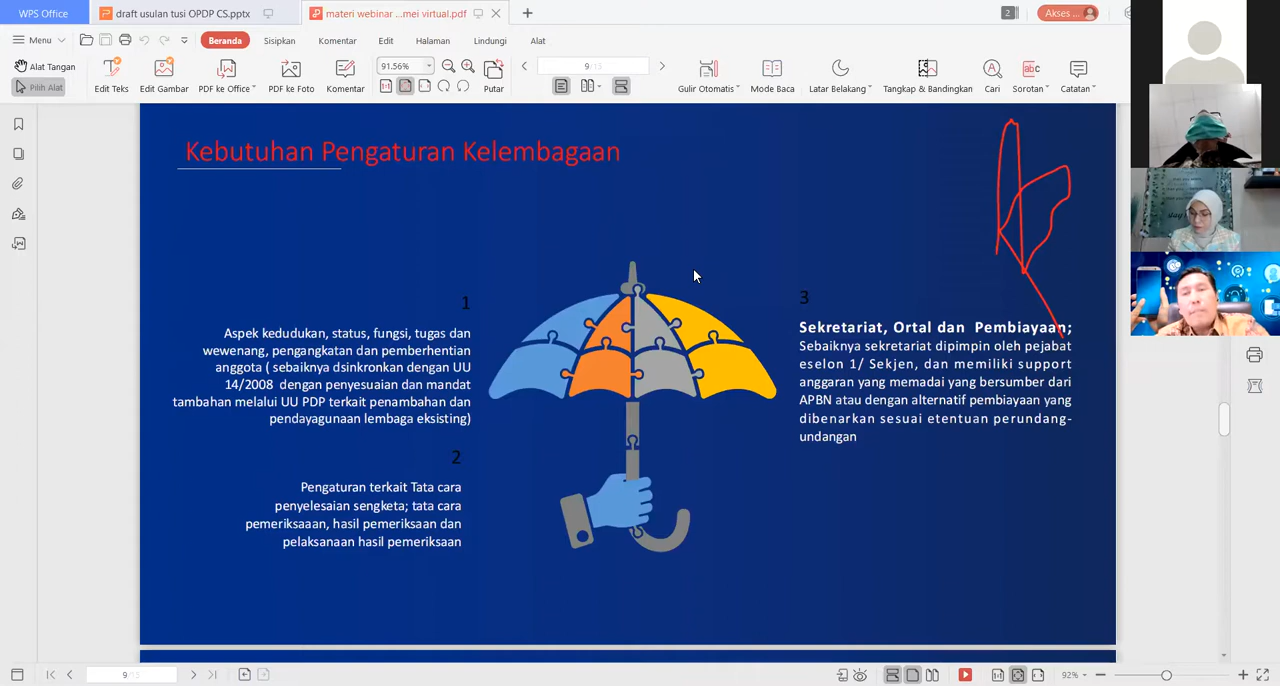 WPS Office
draft usulan tusi OPDP CS.pptx
materi webinar ...mei virtual.pdf
2
Akses ...
Menu
Beranda
Sisipkan
Komentar
Edit
Halaman
Lindungi
Alat
Alat Tangan
Pilih Alat
Edit Teks
Edit Gambar
PDF ke Office
PDF ke Foto
Komentar
91.56%
Putar
9/13
Gulir Otomatis
Mode Baca
Latar Belakang
Tangkap & Bandingkan
Cari
Sorotan
Catatan
Kebutuhan Pengaturan Kelembagaan
1
Aspek kedudukan, status, fungsi, tugas dan
wewenang, pengangkatan dan pemberhentian
anggota ( sebaiknya dsinkronkan dengan UU
14/2008 dengan penyesuaian dan mandat
tambahan melalui UU PDP terkait penambahan dan
pendayagunaan lembaga eksisting)
2
Pengaturan terkait Tata cara
penyelesaian sengketa; tata cara
pemeriksaaan, hasil pemeriksaan dan
pelaksanaan hasil pemeriksaan
3
Sekretariat, Ortal dan Pembiayaan;
Sebaiknya sekretariat dipimpin oleh pejabat
eselon 1/ Sekjen, dan memiliki support
anggaran yang memadai yang bersumber dari
APBN atau dengan alternatif pembiayaan yang
dibenarkan sesuai etentuan perundang-
undangan
92%